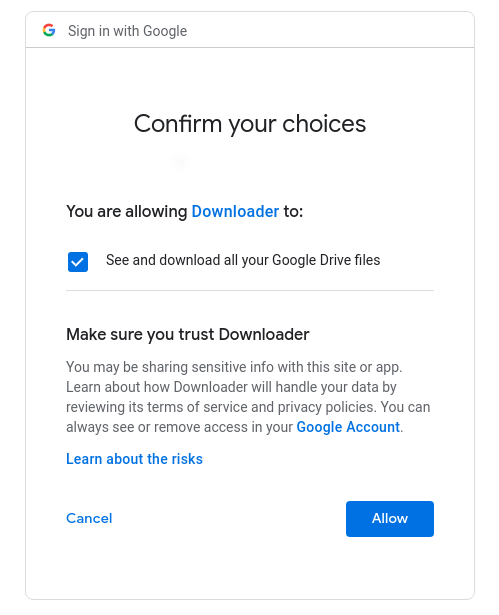 Sign in with Google
Confirm your choices
You are allowing Downloader to:
See and download all your Google Drive files
Make sure you trust Downloader
You may be sharing sensitive info with this site or app.
Learn about how Downloader will handle your data by
reviewing its terms of service and privacy policies. You can
always see or remove access in your Google Account.
Learn about the risks
Cancel
Allow